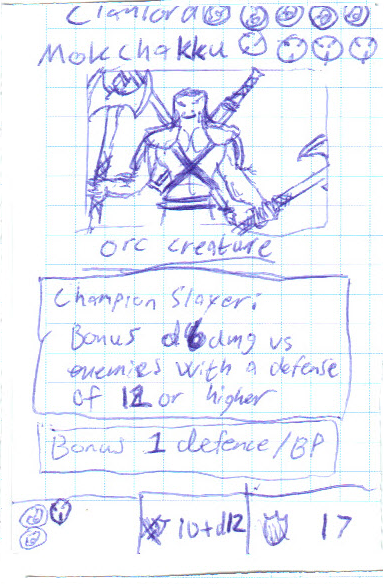 Clanlord
Mokchakku
orc creature
Champion Slayer:
Bonus d6 dmg vs
enemies with a defense
of 12 or higher
Bonus 1 defence/BP
10+d12 17